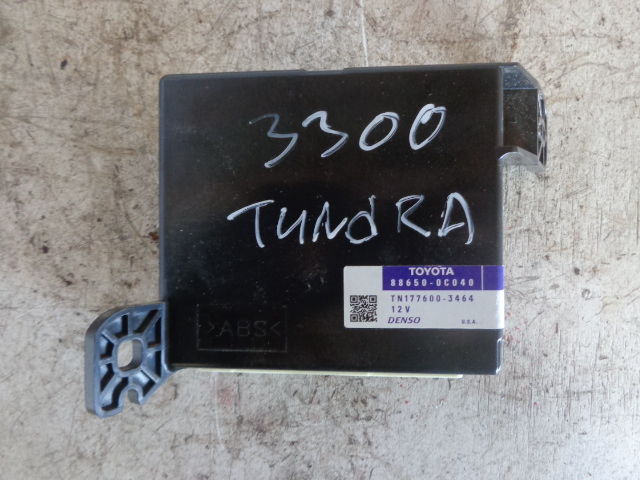 3300
TUNdRA
TOYOTA
88650-0C040
TN177600-3464
12V
DENSO U.S.A.
>ABS<